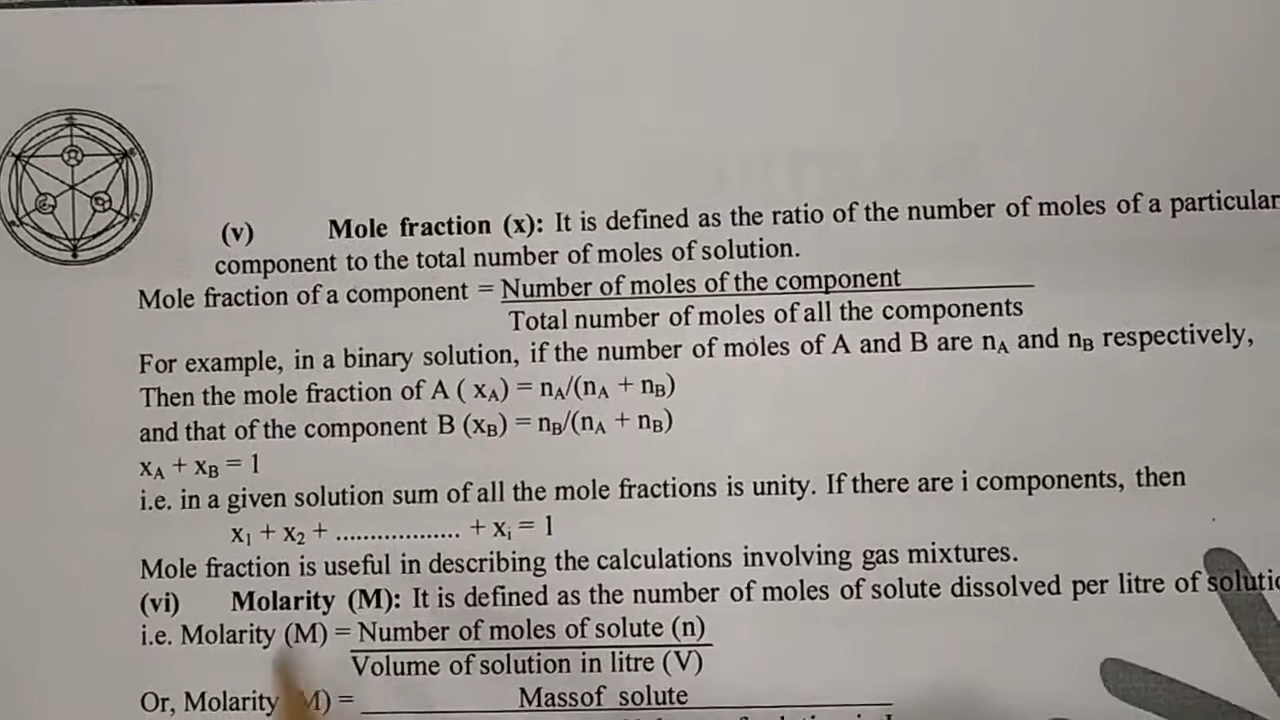 (v) Mole fraction (x): It is defined as the ratio of the number of moles of a particular
component to the total number of moles of solution.
Mole fraction of a component = Number of moles of the component
Total number of moles of all the components
For example, in a binary solution, if the number of moles of A and B are nA and nB respectively,
Then the mole fraction of A ( xA) = nA/(nA + nB)
and that of the component B (xB) = nB/(nA + nB)
xA + xB = 1
i.e. in a given solution sum of all the mole fractions is unity. If there are i components, then
x1 + x2 + .................. + xi = 1
Mole fraction is useful in describing the calculations involving gas mixtures.
(vi) Molarity (M): It is defined as the number of moles of solute dissolved per litre of
i.e. Molarity (M) = Number of moles of solute (n)
Volume of solution in litre (V)
Or, Molarity M) = Massof solute